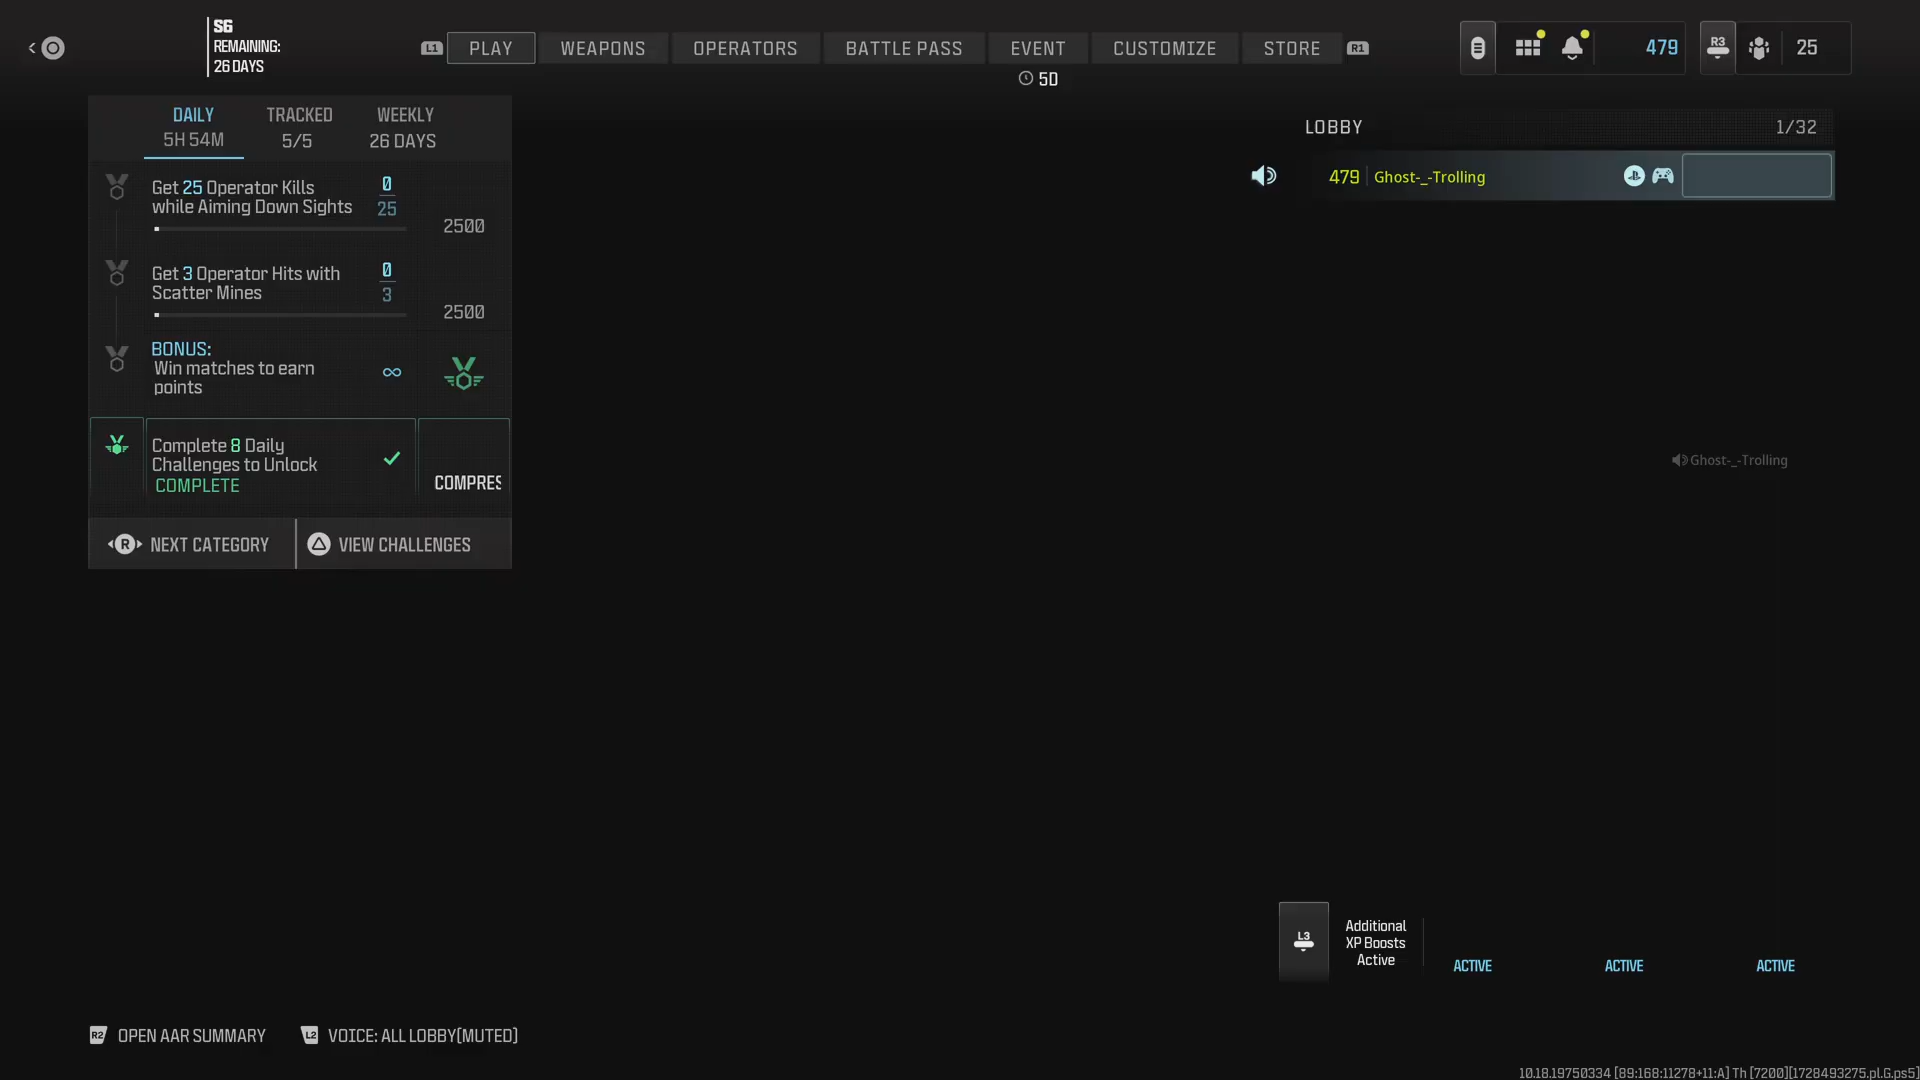 S6
REMAINING:
26 DAYS
L1 PLAY WEAPONS OPERATORS BATTLE PASS EVENT CUSTOMIZE STORE R1
5D
479 R3 25
DAILY TRACKED WEEKLY
5H 54M 5/5 26 DAYS
Get 25 Operator Kills
while Aiming Down Sights
0
25
2500
Get 3 Operator Hits with
Scatter Mines
0
3
2500
BONUS:
Win matches to earn
points
∞
Complete 8 Daily
Challenges to Unlock
COMPLETE
COMPRES
R NEXT CATEGORY VIEW CHALLENGES
LOBBY 1/32
479 Ghost-_-Trolling
Ghost-_-Trolling
L3
Additional
XP Boosts
Active
ACTIVE ACTIVE ACTIVE
R2 OPEN AAR SUMMARY L2 VOICE: ALL LOBBY[MUTED]
10.18.19750334 [89:168:11278+11:A] Th [7200][1728493275.pl.G.ps5]